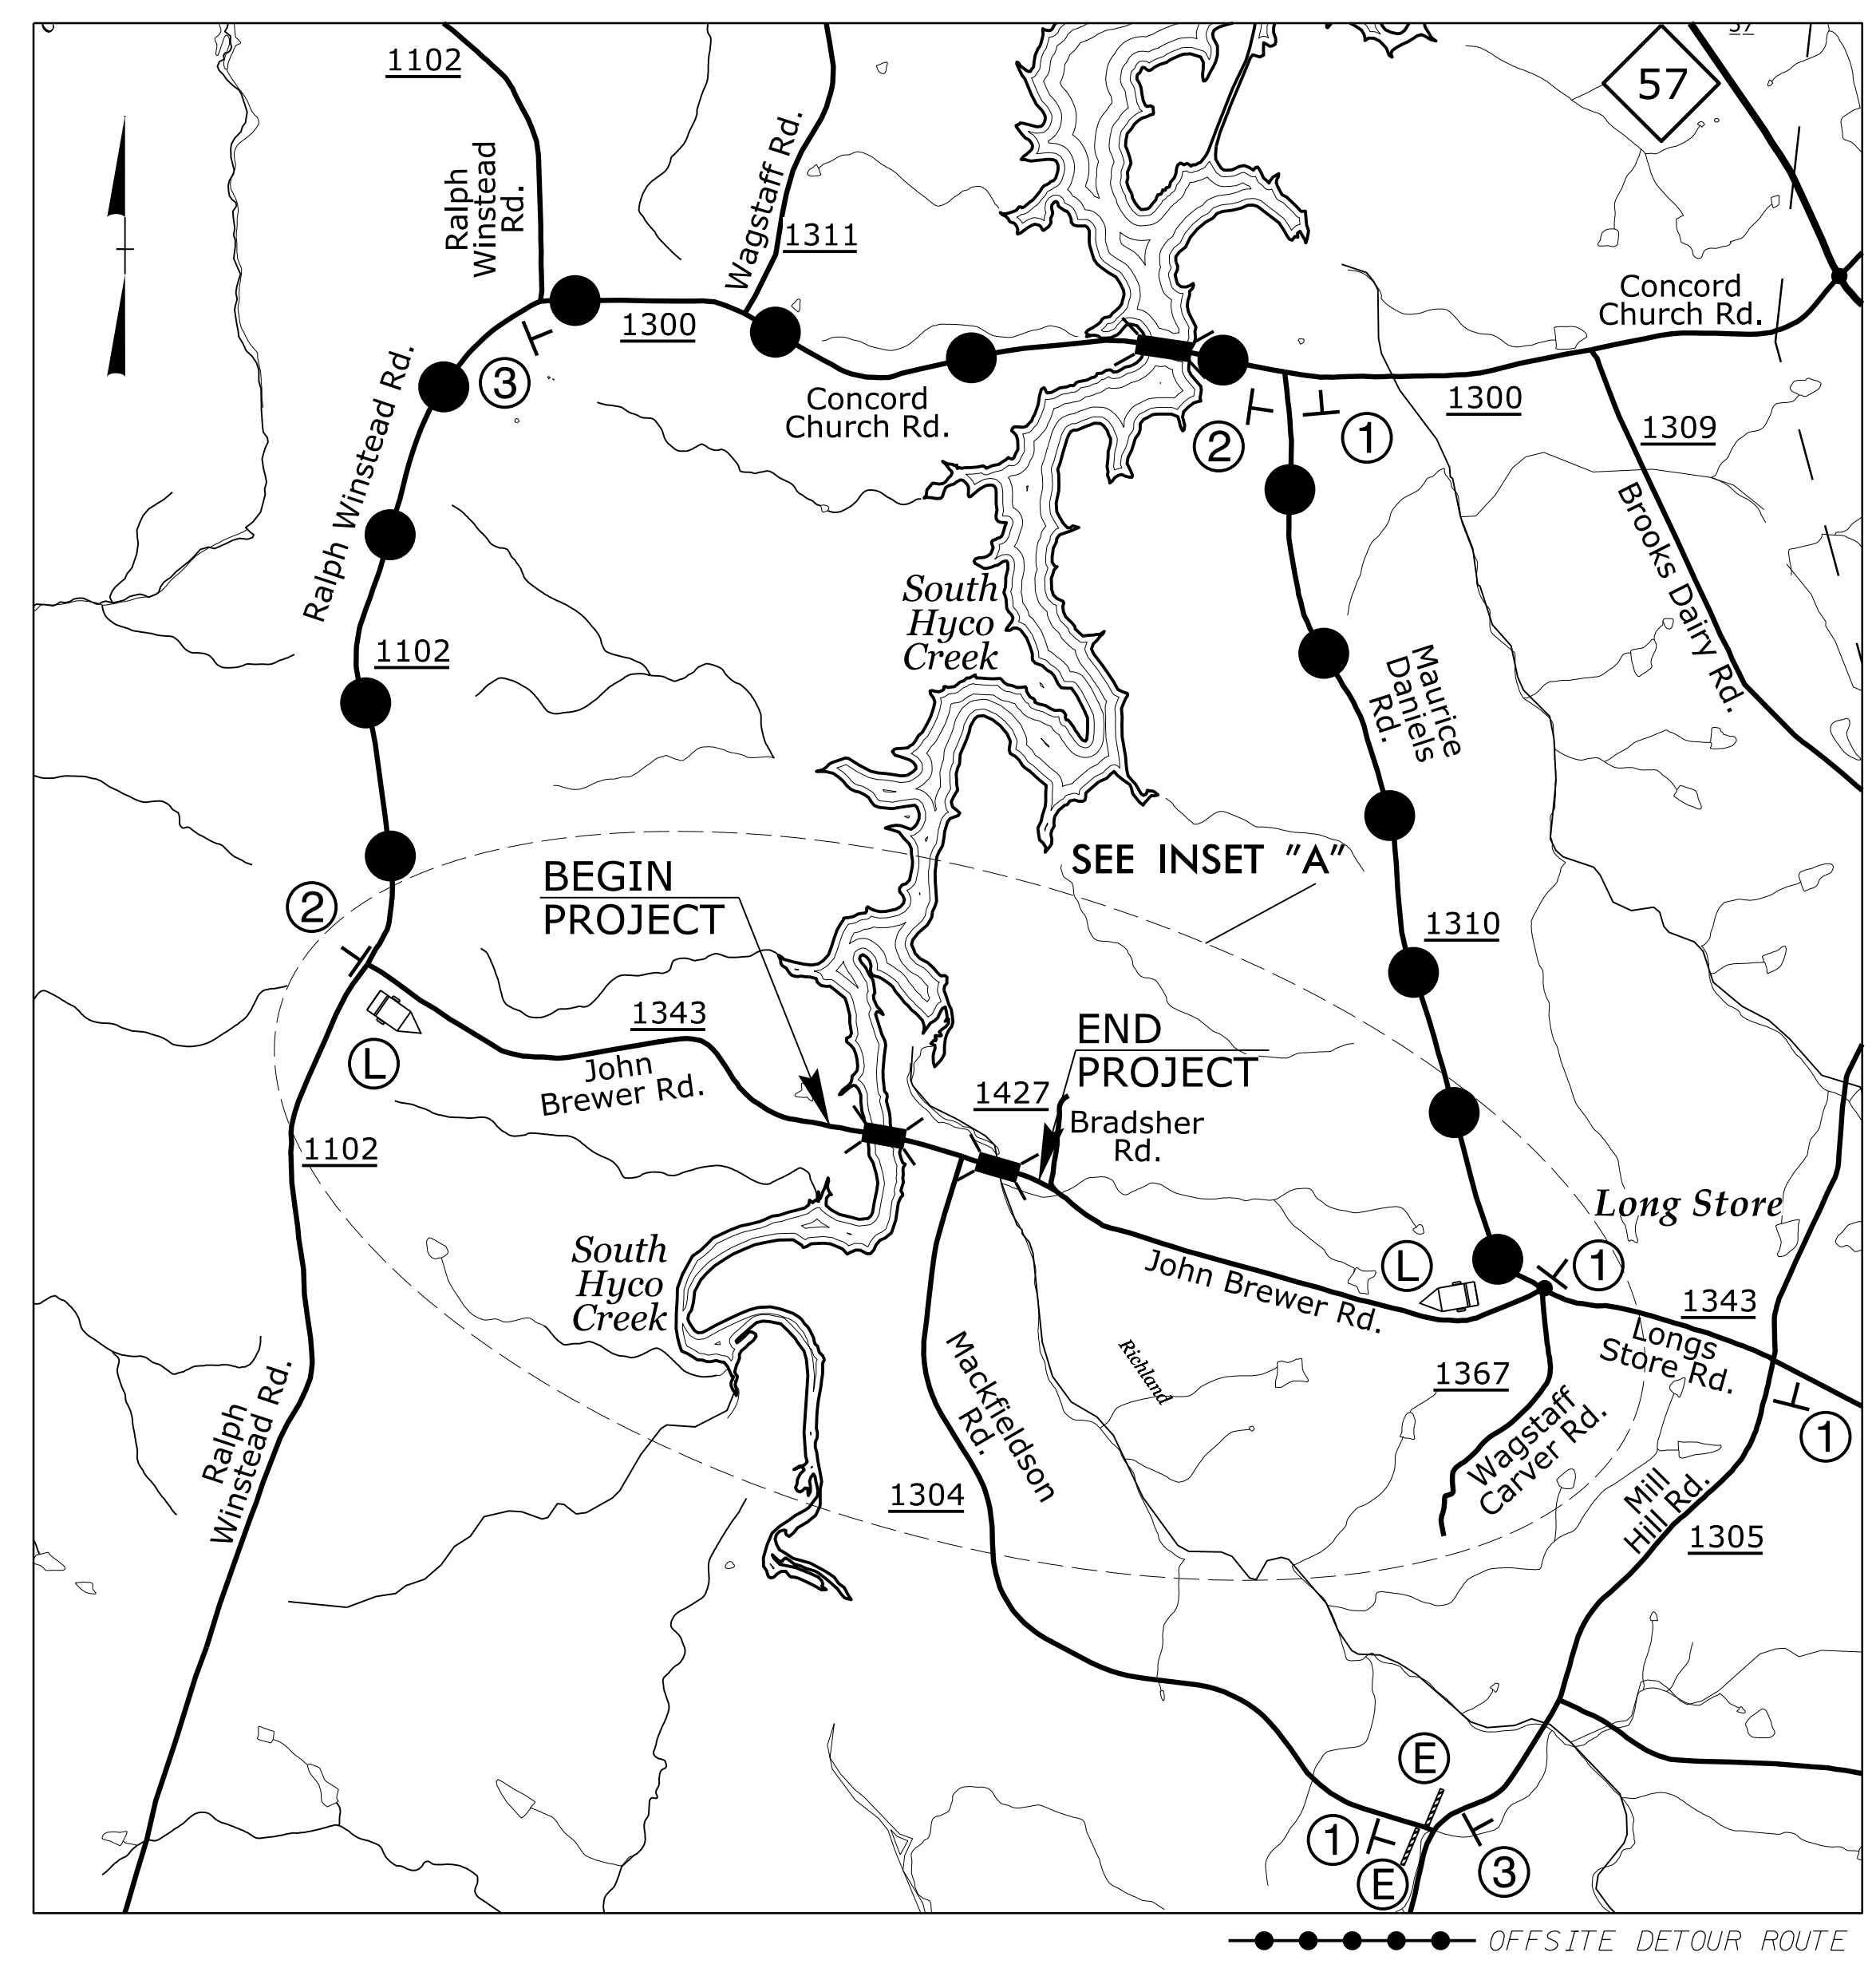 1102
57
57
Ralph
Winstead
Rd.
Wagstaff Rd.
1311
Concord
Church Rd.
1300
Ralph Winstead Rd.
3
Concord
Church Rd.
1300
2
1
1309
Brooks Dairy Rd.
South
Hyco
Creek
1102
Maurice
Daniels
Rd.
SEE INSET "A"
BEGIN
PROJECT
2
1310
1343
John
Brewer Rd.
L
END
PROJECT
1427
Bradsher
Rd.
1102
Long Store
South
Hyco
Creek
John Brewer Rd.
L
1
1343
Longs
Store Rd.
Richland
Mackfieldson
Rd.
1367
Wagstaff
Carver Rd.
1
Ralph
Winstead Rd.
1304
Mill
Hill Rd.
1305
E
1
E
3
OFFSITE DETOUR ROUTE